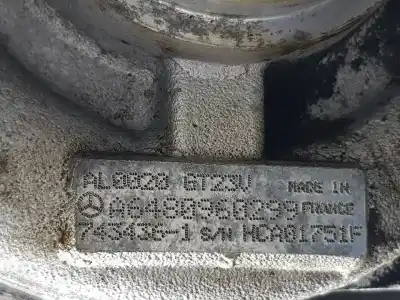 AL0020 GT23V MADE IN
A6480960299 FRANCE
743436-1 S/N HCA01751F